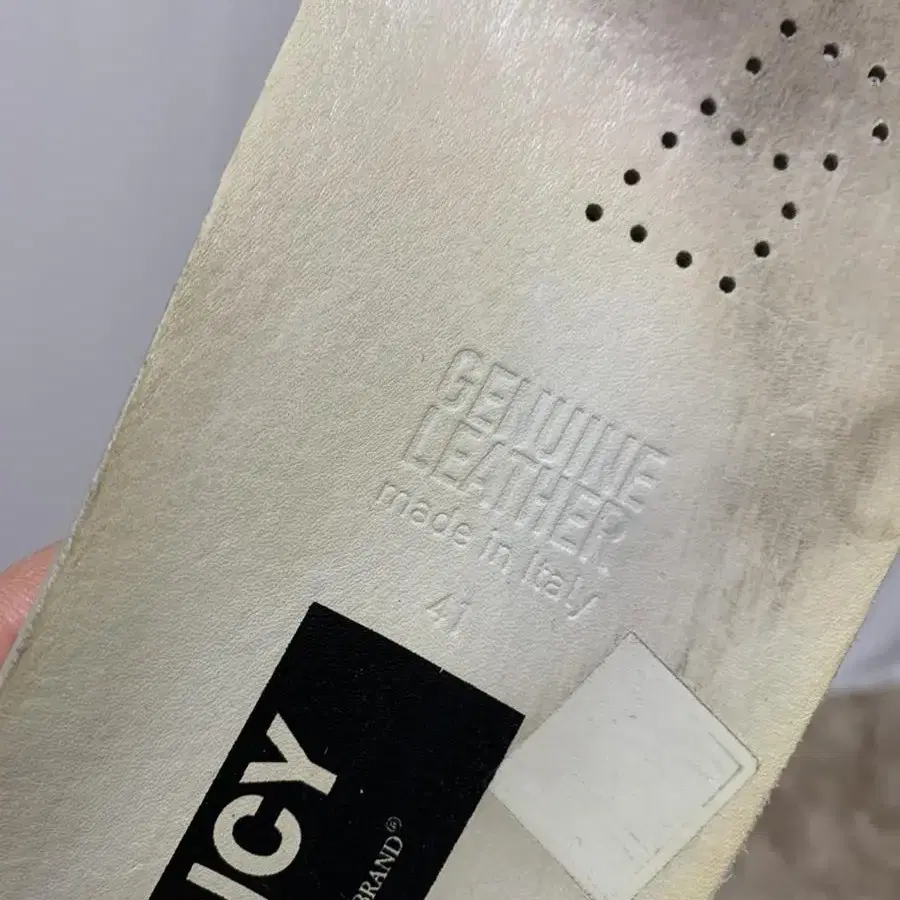 GENUINE
LEATHER
made in Italy
41
ICY
BRAND®